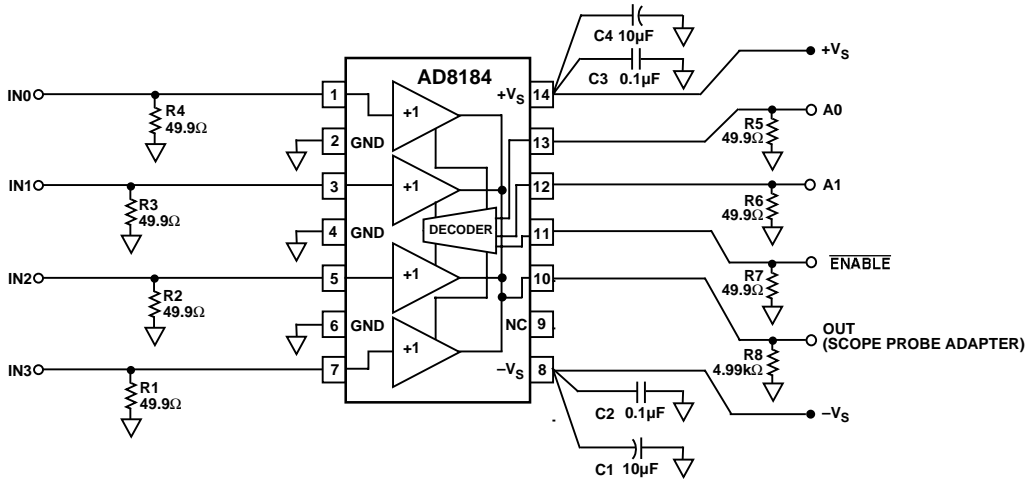 C4 10µF
+VS
AD8184
C3 0.1µF
IN0
1
+1
+VS
14
A0
R4
49.9Ω
R5
49.9Ω
2
GND
13
IN1
3
+1
12
A1
R3
49.9Ω
R6
49.9Ω
4
GND
DECODER
11
ENABLE
IN2
5
+1
10
R7
49.9Ω
R2
49.9Ω
6
GND
NC
9
OUT
(SCOPE PROBE ADAPTER)
+1
R8
4.99kΩ
IN3
7
–VS
8
R1
49.9Ω
C2 0.1µF
–VS
C1 10µF